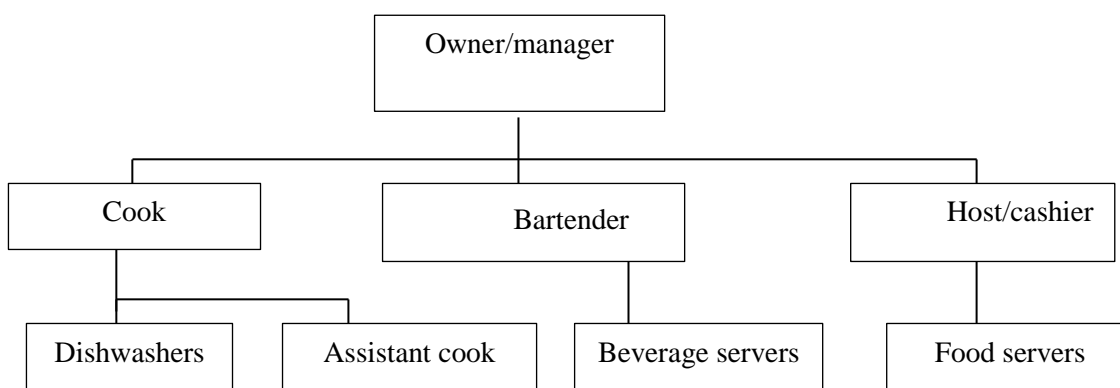 Owner/manager
Cook
Bartender
Host/cashier
Dishwashers
Assistant cook
Beverage servers
Food servers